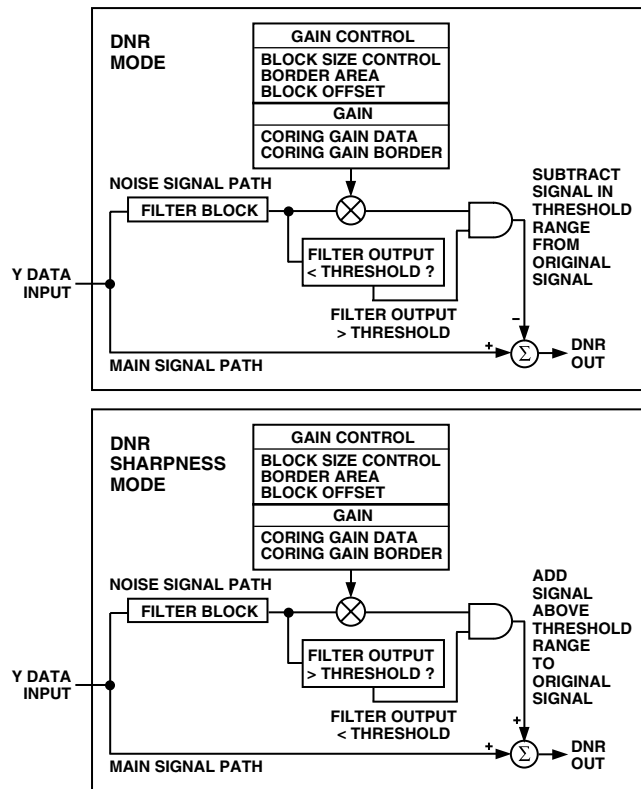 DNR
MODE
GAIN CONTROL
BLOCK SIZE CONTROL
BORDER AREA
BLOCK OFFSET
GAIN
CORING GAIN DATA
CORING GAIN BORDER
NOISE SIGNAL PATH
FILTER BLOCK
FILTER OUTPUT
< THRESHOLD ?
FILTER OUTPUT
> THRESHOLD
SUBTRACT
SIGNAL IN
THRESHOLD
RANGE
FROM
ORIGINAL
SIGNAL
Y DATA
INPUT
MAIN SIGNAL PATH
+
–
Σ
DNR
OUT
DNR
SHARPNESS
MODE
GAIN CONTROL
BLOCK SIZE CONTROL
BORDER AREA
BLOCK OFFSET
GAIN
CORING GAIN DATA
CORING GAIN BORDER
NOISE SIGNAL PATH
FILTER BLOCK
FILTER OUTPUT
> THRESHOLD ?
FILTER OUTPUT
< THRESHOLD
ADD
SIGNAL
ABOVE
THRESHOLD
RANGE
TO
ORIGINAL
SIGNAL
Y DATA
INPUT
MAIN SIGNAL PATH
+
+
Σ
DNR
OUT